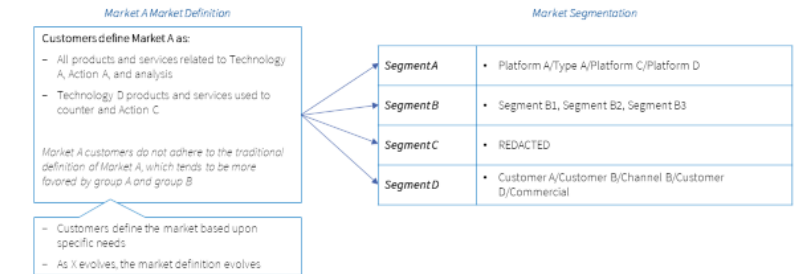 Market A Market Definition
Customers define Market A as:
– All products and services related to Technology
A, Action A, and analysis
– Technology D products and services used to
counter and Action C
Market A customers do not adhere to the traditional
definition of Market A, which tends to be more
favored by group A and group B
– Customers define the market based upon
specific needs
– As X evolves, the market definition evolves
Market Segmentation
Segment A
• Platform A/Type A/Platform C/Platform D
Segment B
• Segment B1, Segment B2, Segment B3
Segment C
• REDACTED
Segment D
• Customer A/Customer B/Channel B/Customer
D/Commercial